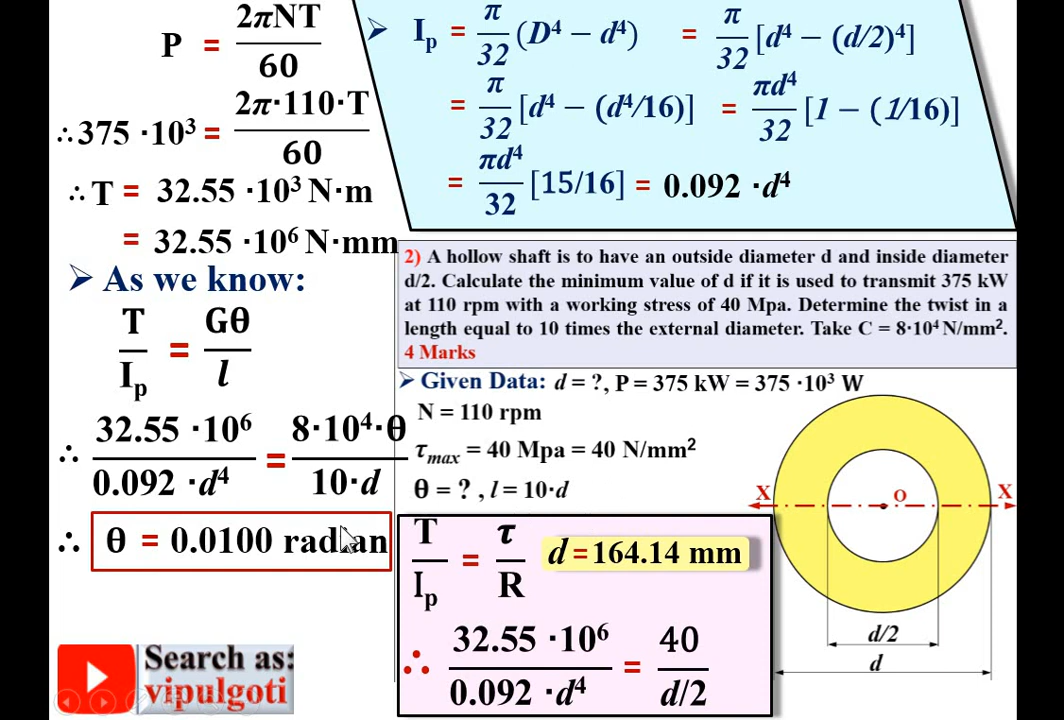 P = 2πNT/60
∴375 ·10³ = 2π·110·T/60
∴ T = 32.55 ·10³ N·m
= 32.55 ·10⁶ N·mm
➢ As we know:
T/Iₚ = Gθ/l
∴ 32.55 ·10⁶/0.092 ·d⁴ = 8·10⁴·θ/10·d
∴ θ = 0.0100 radian
Search as:
vipulgoti
➢ Iₚ = π/32 (D⁴ − d⁴) = π/32 [d⁴ − (d/2)⁴]
= π/32 [d⁴ − (d⁴/16)] = πd⁴/32 [1 − (1/16)]
= πd⁴/32 [15/16] = 0.092 ·d⁴
2) A hollow shaft is to have an outside diameter d and inside diameter
d/2. Calculate the minimum value of d if it is used to transmit 375 kW
at 110 rpm with a working stress of 40 Mpa. Determine the twist in a
length equal to 10 times the external diameter. Take C = 8·10⁴ N/mm².
4 Marks
➢ Given Data: d = ?, P = 375 kW = 375 ·10³ W
N = 110 rpm
τmax = 40 Mpa = 40 N/mm²
θ = ? , l = 10·d
T/Iₚ = τ/R d = 164.14 mm
∴ 32.55 ·10⁶/0.092 ·d⁴ = 40/d/2
X O X
d/2
d